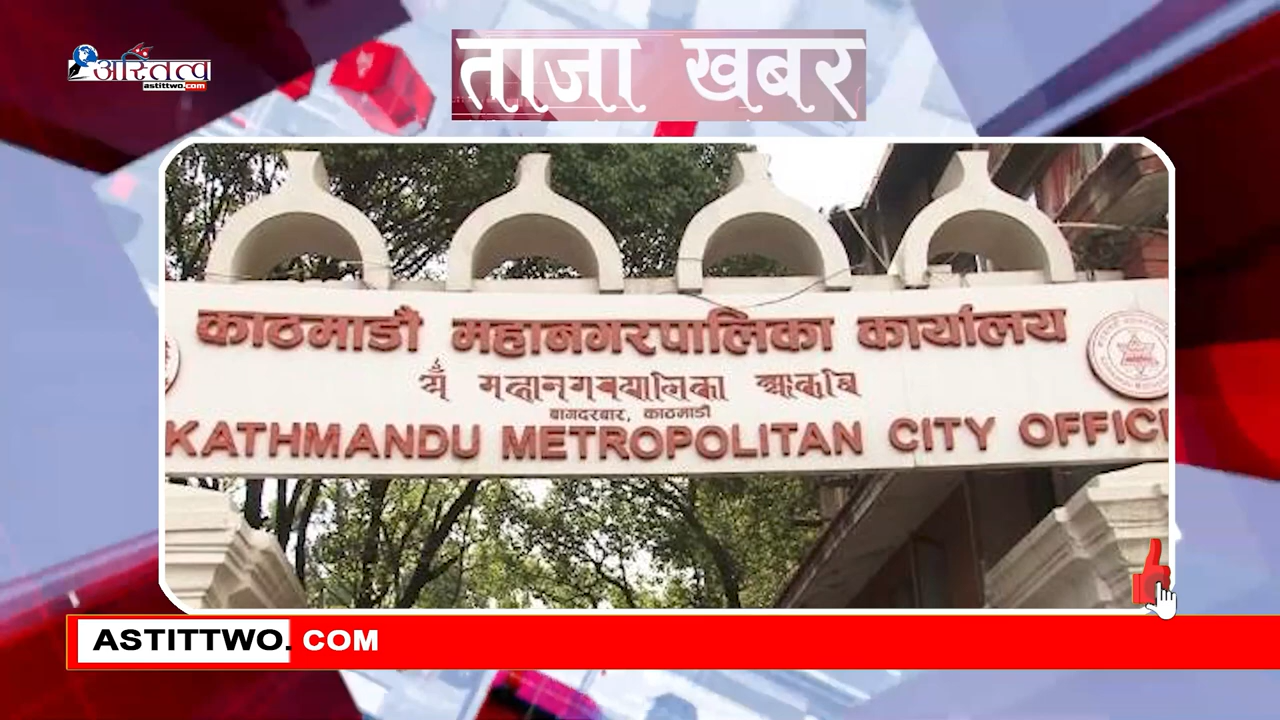 अस्तित्व
astittwo.com
ताजा खबर
काठमाडौं महानगरपालिका कार्यालय
बागदरबार, काठमाडौं
KATHMANDU METROPOLITAN CITY OFFIC
ASTITTWO. COM